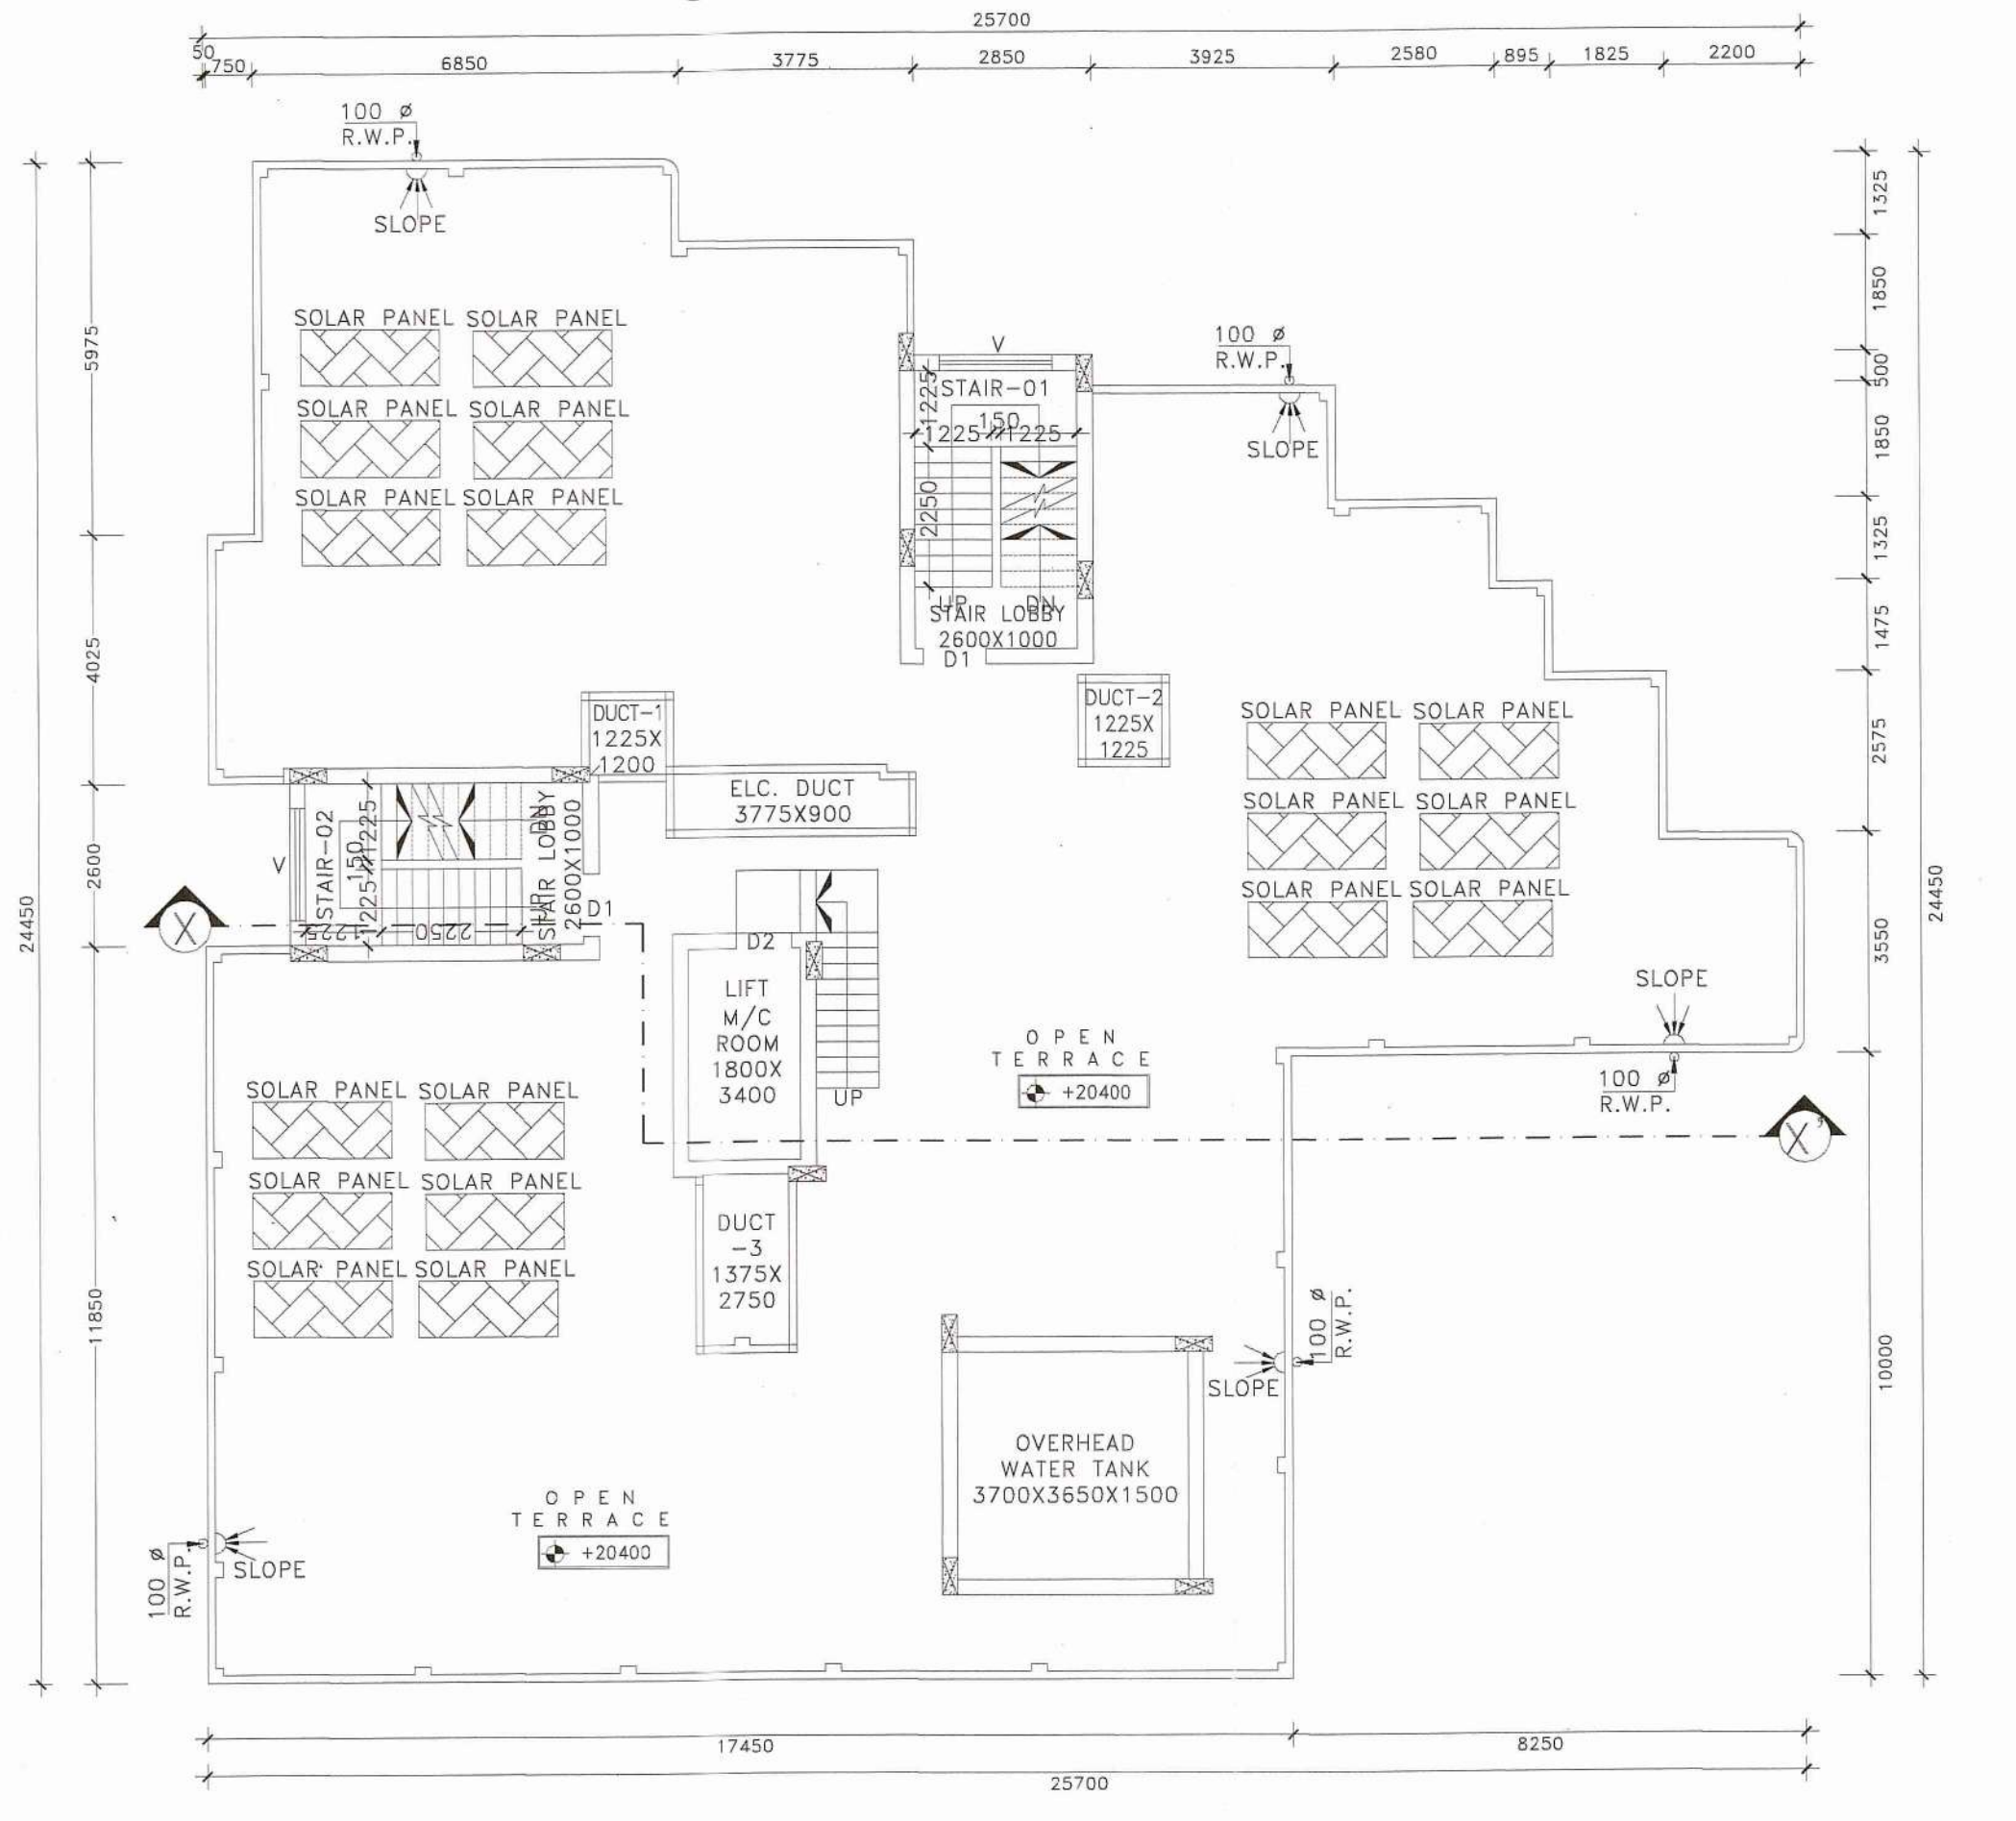 25700
50
750
6850
3775
2850
3925
2580
895
1825
2200
100 ø
R.W.P.
SLOPE
1325
1850
500
1850
1325
1475
2575
3550
10000
24450
5975
4025
2600
11850
24450
SOLAR PANEL SOLAR PANEL
SOLAR PANEL SOLAR PANEL
SOLAR PANEL SOLAR PANEL
V
STAIR-01
1225
150
1225 1225
2250
UP DN
STAIR LOBBY
2600X1000
D1
100 ø
R.W.P.
SLOPE
DUCT-1
1225X
1200
DUCT-2
1225X
1225
ELC. DUCT
3775X900
SOLAR PANEL SOLAR PANEL
SOLAR PANEL SOLAR PANEL
SOLAR PANEL SOLAR PANEL
V
STAIR-02
150
1225
1225
1225
2250
DN
UP
STAIR LOBBY
2600X1000
D1
X
D2
LIFT
M/C
ROOM
1800X
3400
UP
OPEN
TERRACE
+20400
SLOPE
100 ø
R.W.P.
X'
SOLAR PANEL SOLAR PANEL
SOLAR PANEL SOLAR PANEL
SOLAR PANEL SOLAR PANEL
DUCT
-3
1375X
2750
100 ø
R.W.P.
SLOPE
OVERHEAD
WATER TANK
3700X3650X1500
OPEN
TERRACE
+20400
100 ø
R.W.P.
SLOPE
17450
8250
25700